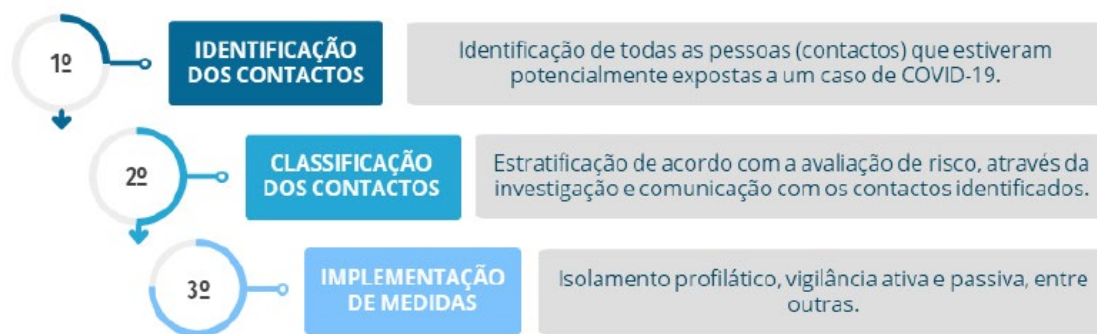 1º
IDENTIFICAÇÃO
DOS CONTACTOS
Identificação de todas as pessoas (contactos) que estiveram
potencialmente expostas a um caso de COVID-19.
2º
CLASSIFICAÇÃO
DOS CONTACTOS
Estratificação de acordo com a avaliação de risco, através da
investigação e comunicação com os contactos identificados.
3º
IMPLEMENTAÇÃO
DE MEDIDAS
Isolamento profilático, vigilância ativa e passiva, entre
outras.